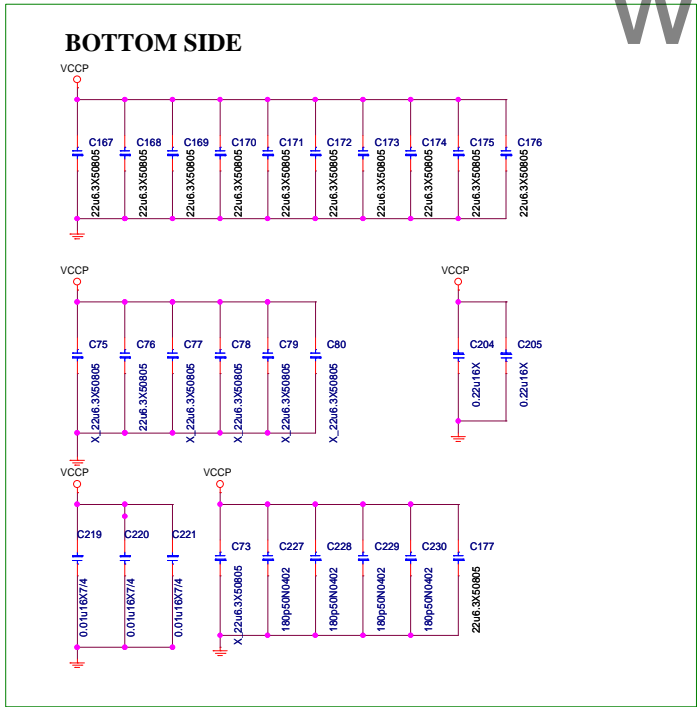 W
BOTTOM SIDE
VCCP
C167 C168 C169 C170 C171 C172 C173 C174 C175 C176
22u6.3X50805 22u6.3X50805 22u6.3X50805 22u6.3X50805 22u6.3X50805 22u6.3X50805 22u6.3X50805 22u6.3X50805 22u6.3X50805 22u6.3X50805
VCCP VCCP
C75 C76 C77 C78 C79 C80 C204 C205
X_22u6.3X50805 22u6.3X50805 X_22u6.3X50805 X_22u6.3X50805 X_22u6.3X50805 X_22u6.3X50805 0.22u16X 0.22u16X
VCCP VCCP
C219 C220 C221 C73 C227 C228 C229 C230 C177
0.01u16X7/4 0.01u16X7/4 0.01u16X7/4 X_22u6.3X50805 180p50N0402 180p50N0402 180p50N0402 180p50N0402 22u6.3X50805